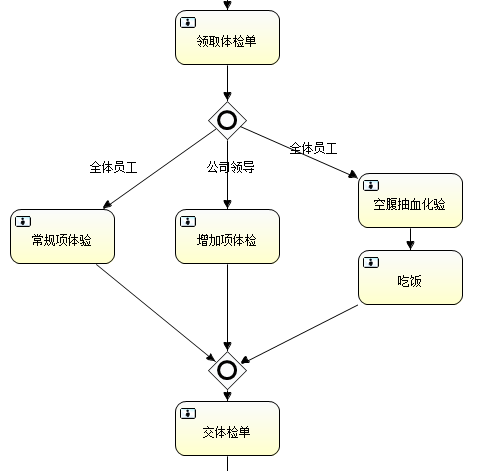 领取体检单
全体员工
公司领导
全体员工
常规项体验
增加项体检
空腹抽血化验
吃饭
交体检单